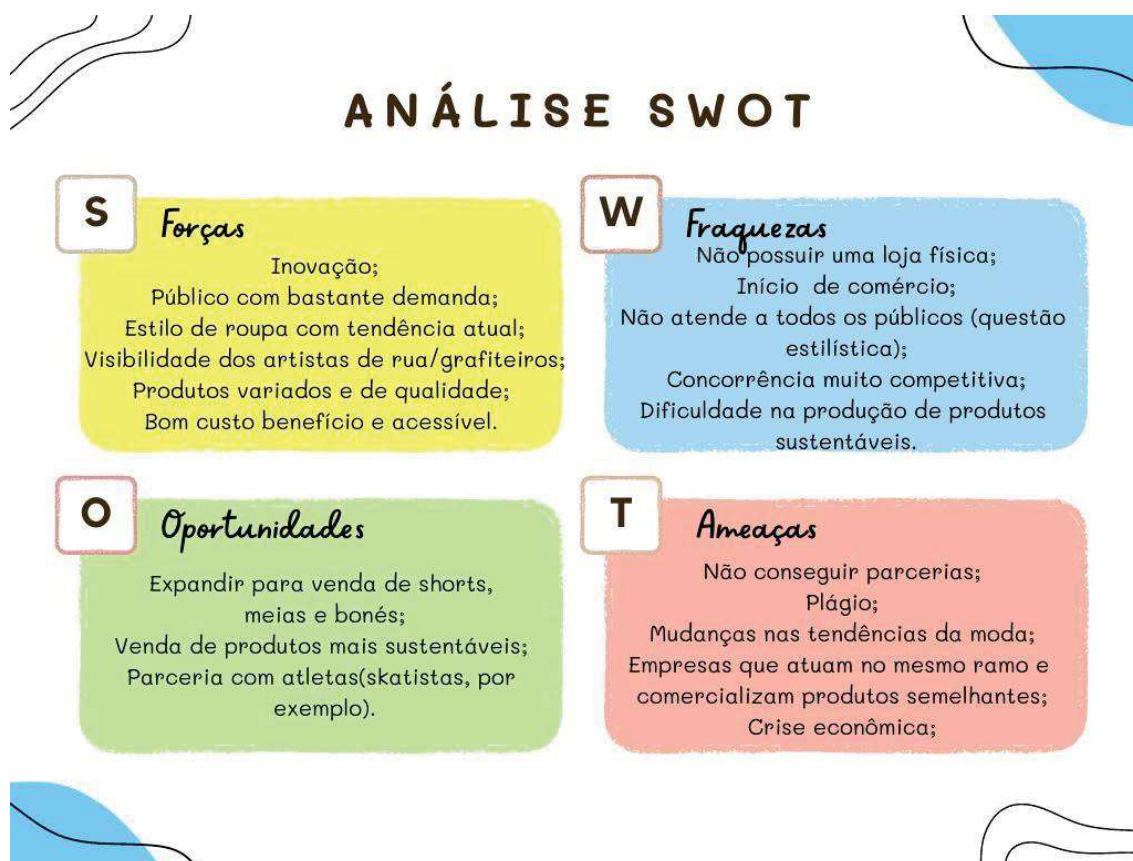 ANÁLISE SWOT
S
Forças
Inovação;
Público com bastante demanda;
Estilo de roupa com tendência atual;
Visibilidade dos artistas de rua/grafiteiros;
Produtos variados e de qualidade;
Bom custo benefício e acessível.
W
Fraquezas
Não possuir uma loja física;
Início de comércio;
Não atende a todos os públicos (questão
estilística);
Concorrência muito competitiva;
Dificuldade na produção de produtos
sustentáveis.
O
Oportunidades
Expandir para venda de shorts,
meias e bonés;
Venda de produtos mais sustentáveis;
Parceria com atletas(skatistas, por
exemplo).
T
Ameaças
Não conseguir parcerias;
Plágio;
Mudanças nas tendências da moda;
Empresas que atuam no mesmo ramo e
comercializam produtos semelhantes;
Crise econômica;